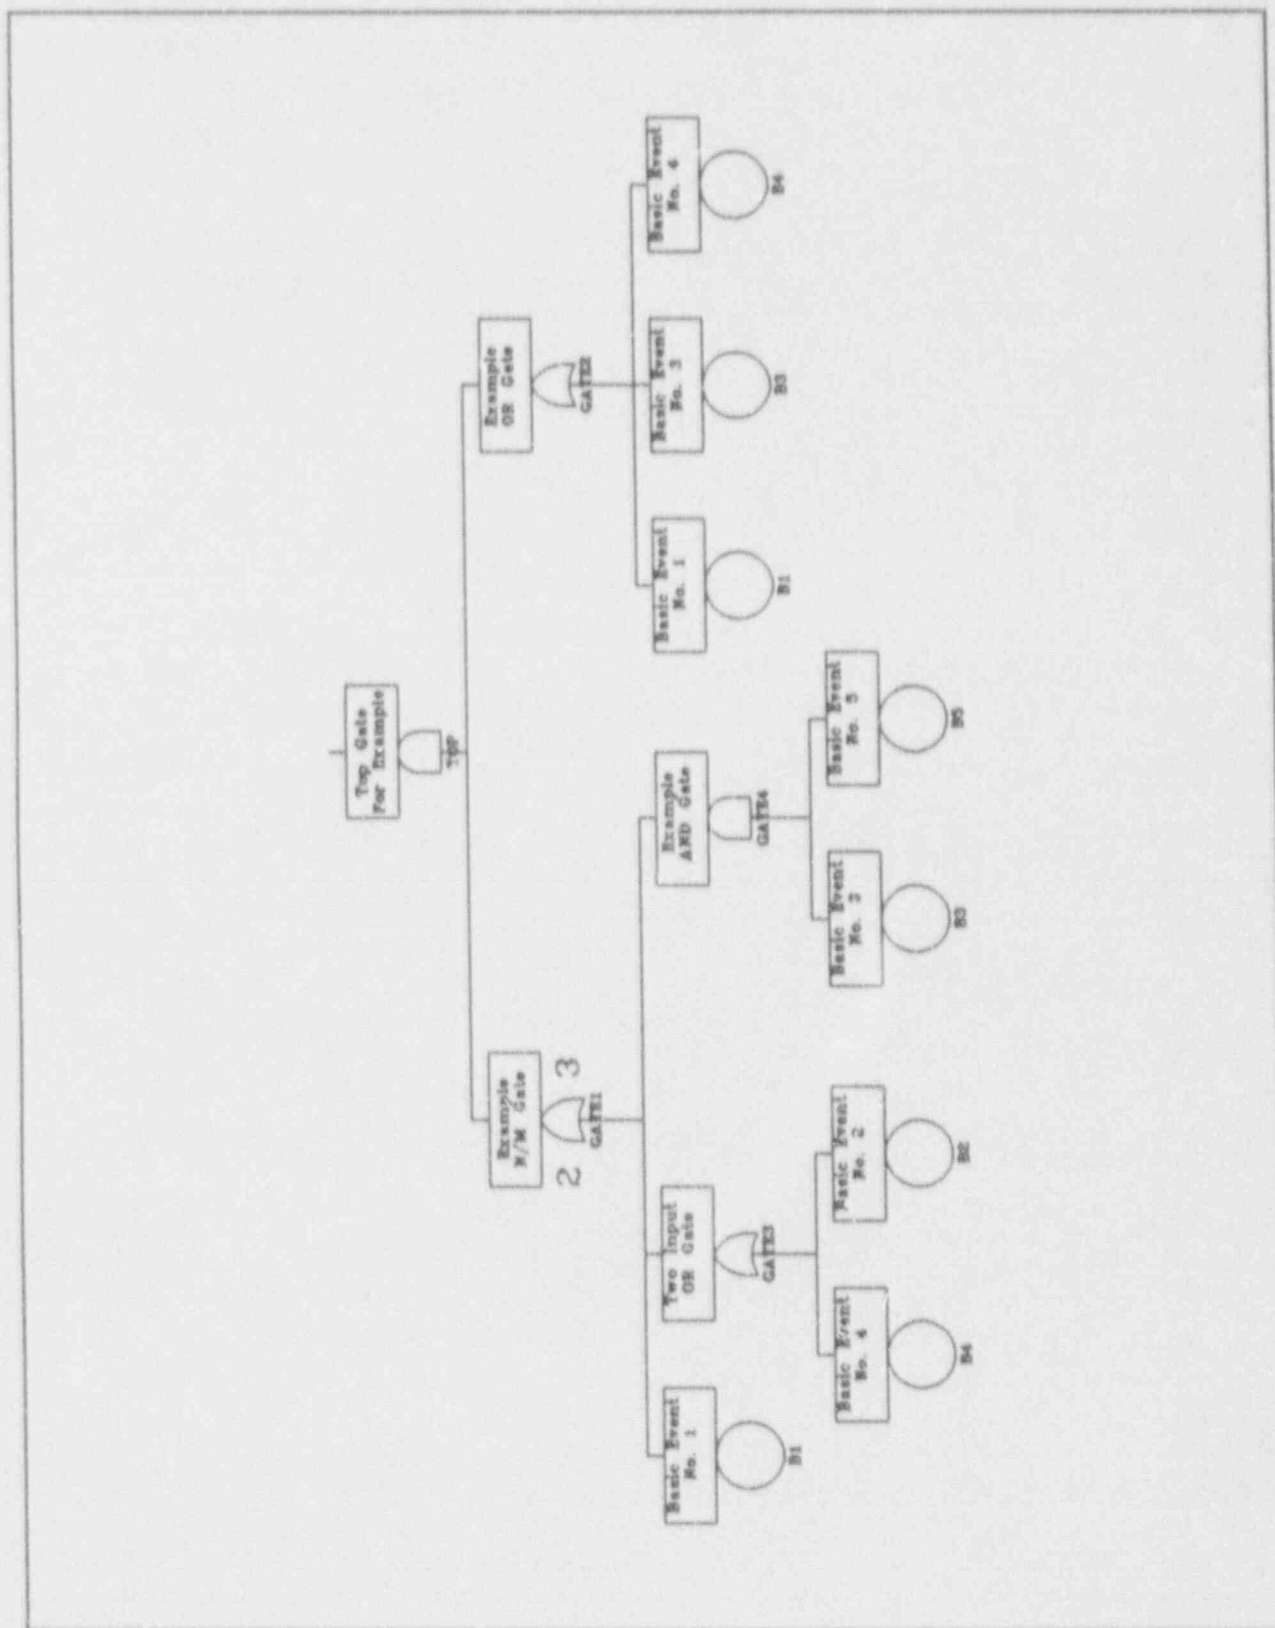 Top Gate
For Example
TOP
Example
N/M Gate
2
3
GATE1
Example
OR Gate
GATE2
Basic Event
No. 1
B1
Two Input
OR Gate
GATE3
Example
AND Gate
GATE4
Basic Event
No. 1
B1
Basic Event
No. 3
B3
Basic Event
No. 4
B4
Basic Event
No. 4
B4
Basic Event
No. 2
B2
Basic Event
No. 3
B3
Basic Event
No. 5
B5